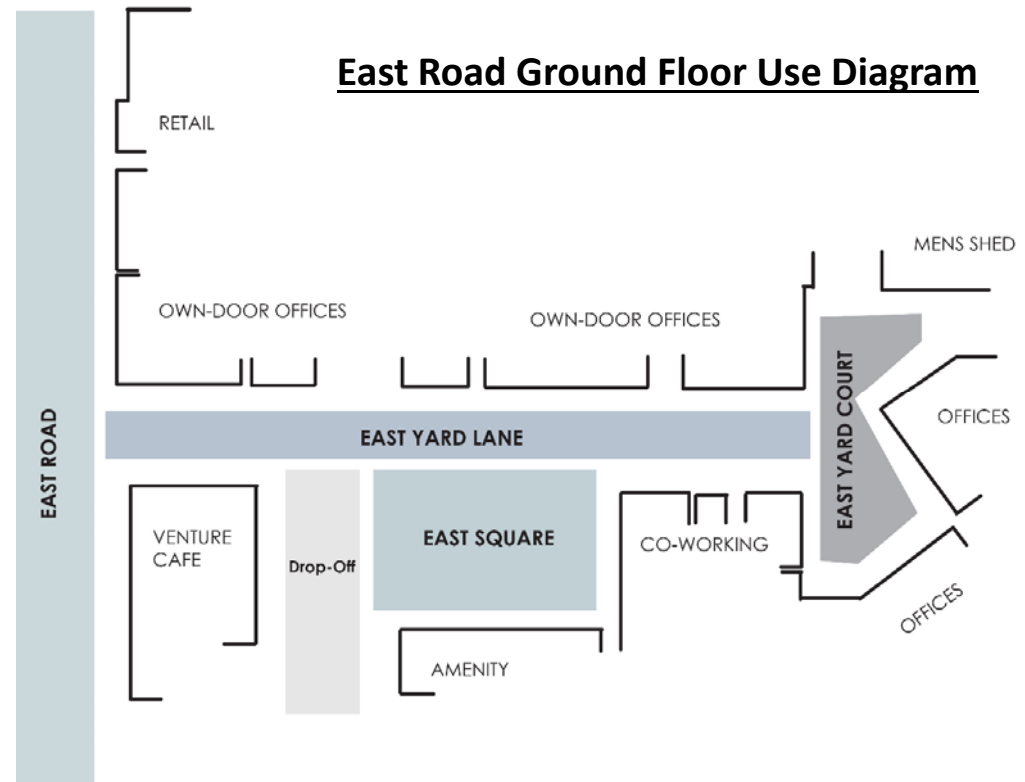 East Road Ground Floor Use Diagram
RETAIL
MENS SHED
OWN-DOOR OFFICES
OWN-DOOR OFFICES
EAST YARD COURT
OFFICES
EAST ROAD
EAST YARD LANE
VENTURE
CAFE
Drop-Off
EAST SQUARE
CO-WORKING
OFFICES
AMENITY